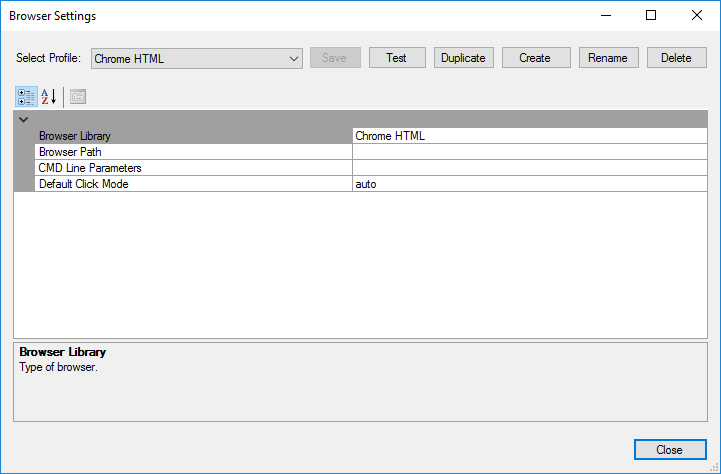 Browser Settings
Select Profile: Chrome HTML Save Test Duplicate Create Rename Delete
A
Z
Browser Library Chrome HTML
Browser Path
CMD Line Parameters
Default Click Mode auto
Browser Library
Type of browser.
Close